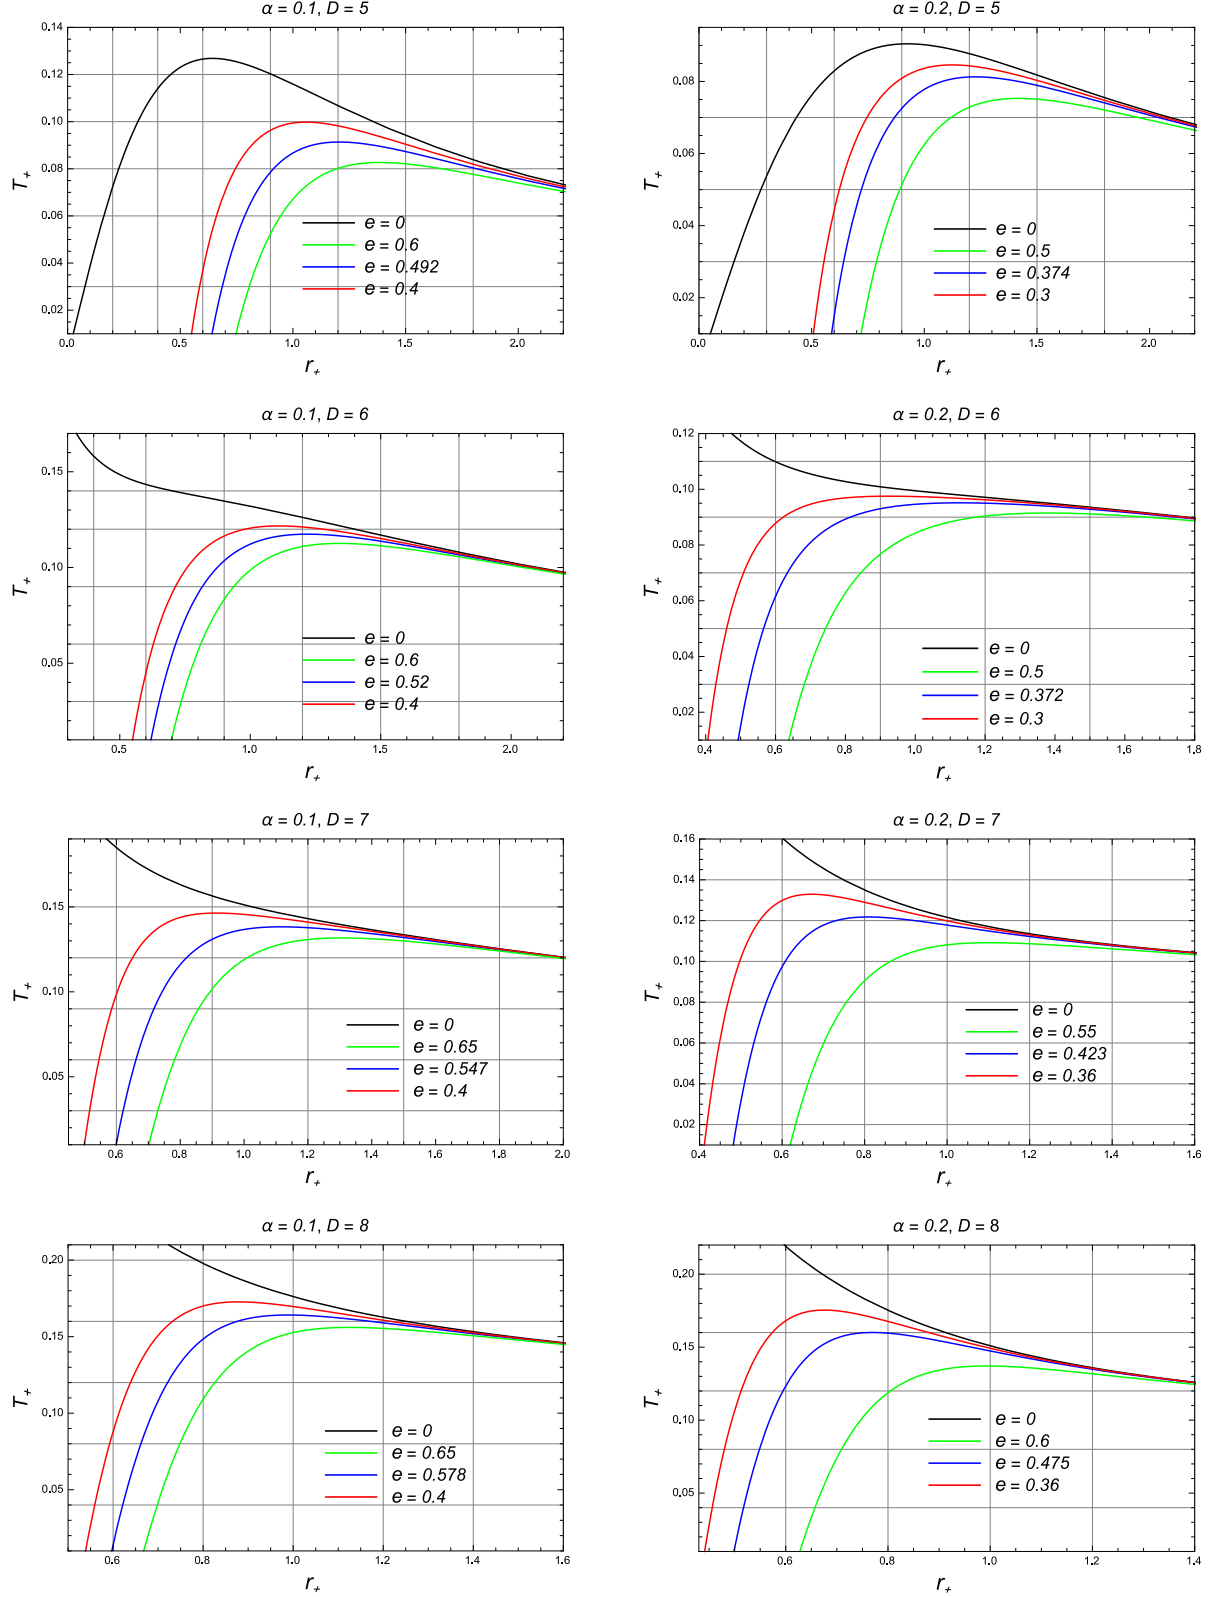 α = 0.1, D = 5
T+
0.14
0.12
0.10
0.08
0.06
0.04
0.02
e = 0
e = 0.6
e = 0.492
e = 0.4
0.0 0.5 1.0 1.5 2.0
r+
α = 0.2, D = 5
T+
0.08
0.06
0.04
0.02
e = 0
e = 0.5
e = 0.374
e = 0.3
0.0 0.5 1.0 1.5 2.0
r+
α = 0.1, D = 6
T+
0.15
0.10
0.05
e = 0
e = 0.6
e = 0.52
e = 0.4
0.5 1.0 1.5 2.0
r+
α = 0.2, D = 6
T+
0.12
0.10
0.08
0.06
0.04
0.02
e = 0
e = 0.5
e = 0.372
e = 0.3
0.4 0.6 0.8 1.0 1.2 1.4 1.6 1.8
r+
α = 0.1, D = 7
T+
0.15
0.10
0.05
e = 0
e = 0.65
e = 0.547
e = 0.4
0.6 0.8 1.0 1.2 1.4 1.6 1.8 2.0
r+
α = 0.2, D = 7
T+
0.16
0.14
0.12
0.10
0.08
0.06
0.04
0.02
e = 0
e = 0.55
e = 0.423
e = 0.36
0.4 0.6 0.8 1.0 1.2 1.4 1.6
r+
α = 0.1, D = 8
T+
0.20
0.15
0.10
0.05
e = 0
e = 0.65
e = 0.578
e = 0.4
0.6 0.8 1.0 1.2 1.4 1.6
r+
α = 0.2, D = 8
T+
0.20
0.15
0.10
0.05
e = 0
e = 0.6
e = 0.475
e = 0.36
0.6 0.8 1.0 1.2 1.4
r+